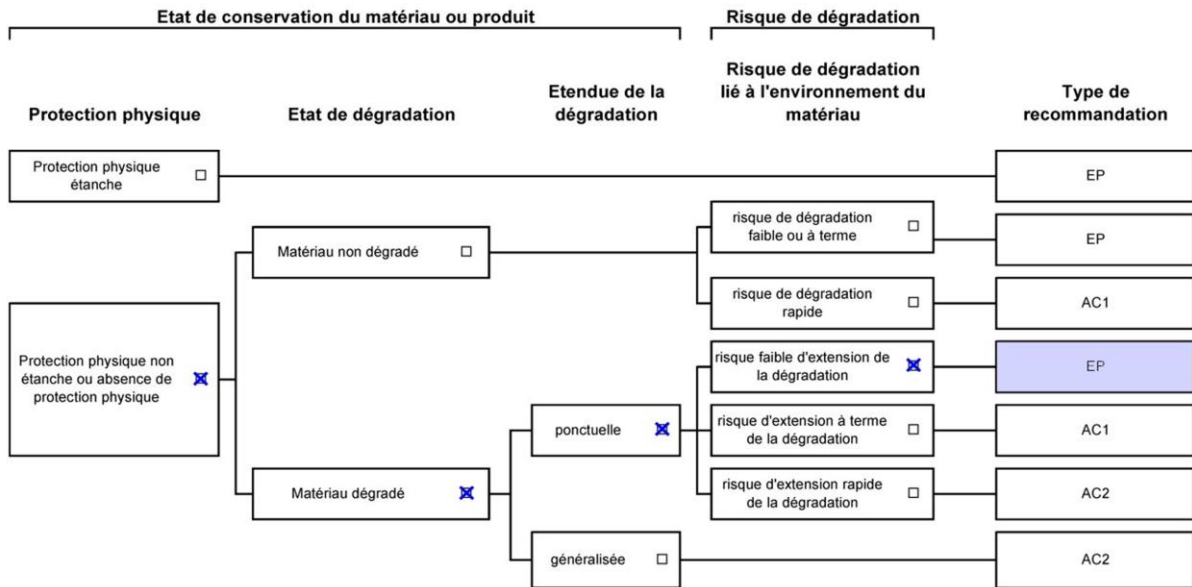 Etat de conservation du matériau ou produit
Risque de dégradation
Protection physique
Etat de dégradation
Etendue de la
dégradation
Risque de dégradation
lié à l'environnement du
matériau
Type de
recommandation
Protection physique
étanche
EP
Matériau non dégradé
risque de dégradation
faible ou à terme
EP
risque de dégradation
rapide
AC1
Protection physique non
étanche ou absence de
protection physique
risque faible d'extension de
la dégradation
EP
ponctuelle
risque d'extension à terme
de la dégradation
AC1
Matériau dégradé
risque d'extension rapide
de la dégradation
AC2
généralisée
AC2